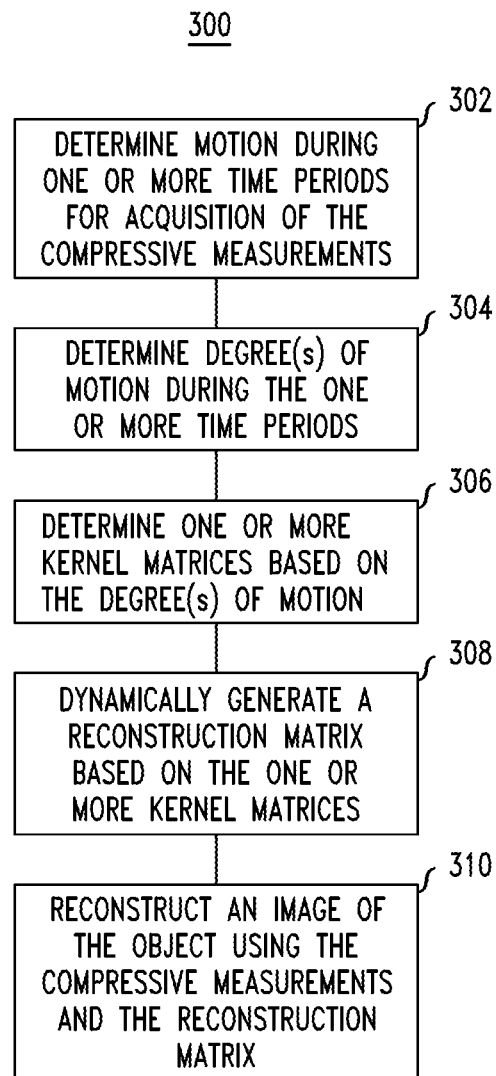 300
302
DETERMINE MOTION DURING
ONE OR MORE TIME PERIODS
FOR ACQUISITION OF THE
COMPRESSIVE MEASUREMENTS
304
DETERMINE DEGREE(s) OF
MOTION DURING THE ONE
OR MORE TIME PERIODS
306
DETERMINE ONE OR MORE
KERNEL MATRICES BASED ON
THE DEGREE(s) OF MOTION
308
DYNAMICALLY GENERATE A
RECONSTRUCTION MATRIX
BASED ON THE ONE OR
MORE KERNEL MATRICES
310
RECONSTRUCT AN IMAGE OF
THE OBJECT USING THE
COMPRESSIVE MEASUREMENTS
AND THE RECONSTRUCTION
MATRIX